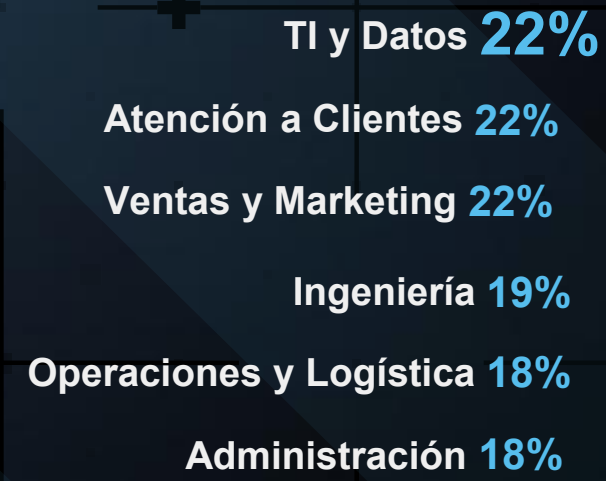 TI y Datos 22%
Atención a Clientes 22%
Ventas y Marketing 22%
Ingeniería 19%
Operaciones y Logística 18%
Administración 18%